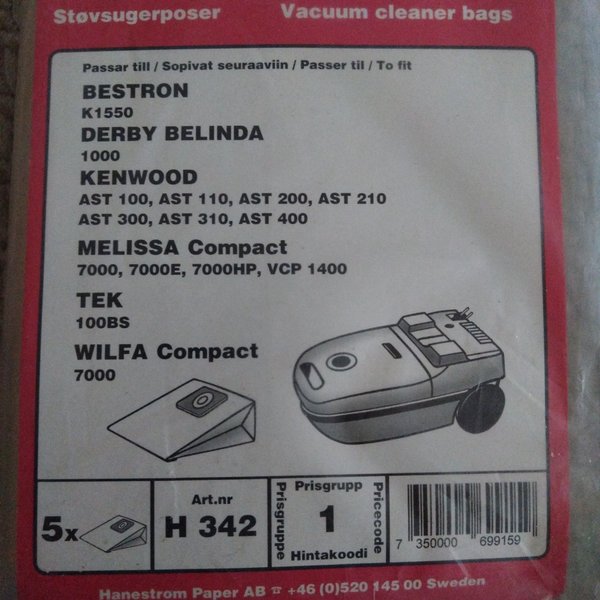 Støvsugerposer Vacuum cleaner bags
Passar till / Sopivat seuraaviin / Passer til / To fit
BESTRON
K1550
DERBY BELINDA
1000
KENWOOD
AST 100, AST 110, AST 200, AST 210
AST 300, AST 310, AST 400
MELISSA Compact
7000, 7000E, 7000HP, VCP 1400
TEK
100BS
WILFA Compact
7000
5x
Art.nr
H 342
Prisgrupp
Prisgruppe
1
Pricecode
Hintakoodi
7 350000 699159
Hanestrom Paper AB ☎ +46 (0)520 145 00 Sweden